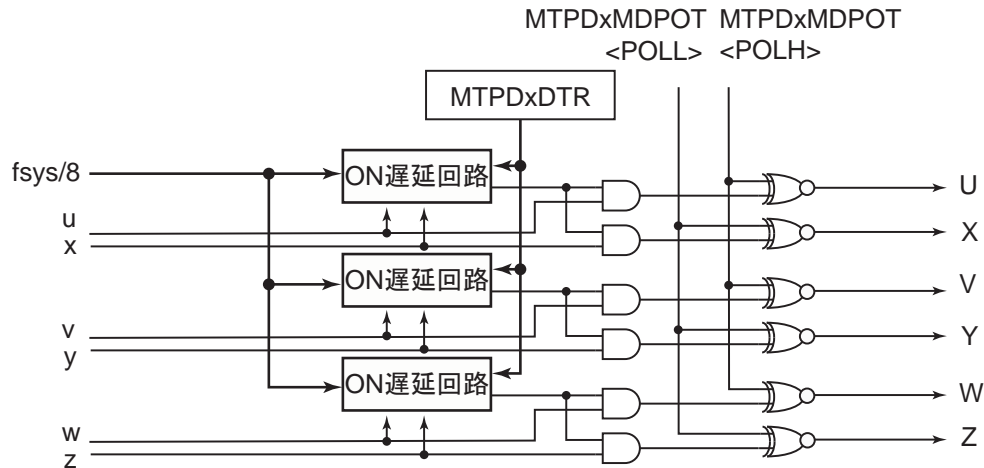 MTPDxMDPOT MTPDxMDPOT
<POLL> <POLH>
MTPDxDTR
fsys/8
ON遅延回路
u
x
U
X
ON遅延回路
v
y
V
Y
ON遅延回路
w
z
W
Z